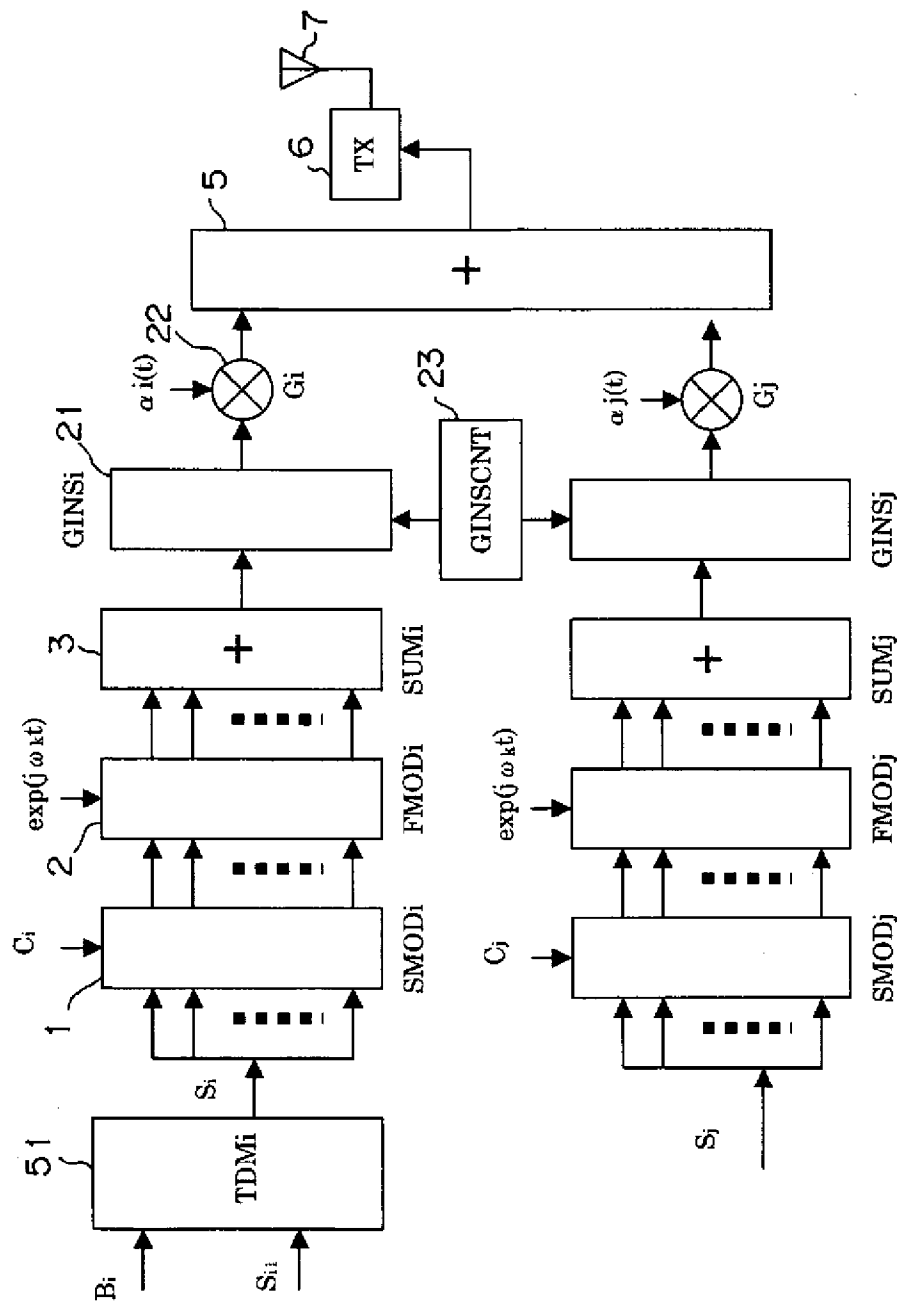 Bi
Sii
51
TDMi
Si
Ci
1
SMODi
exp(jωkt)
2
FMODi
3
+
SUMi
GINSi
21
αi(t)
22
Gi
5
+
6
TX
7
23
GINSCNT
Sj
Cj
SMODj
exp(jωkt)
FMODj
+
SUMj
GINSj
αj(t)
Gj